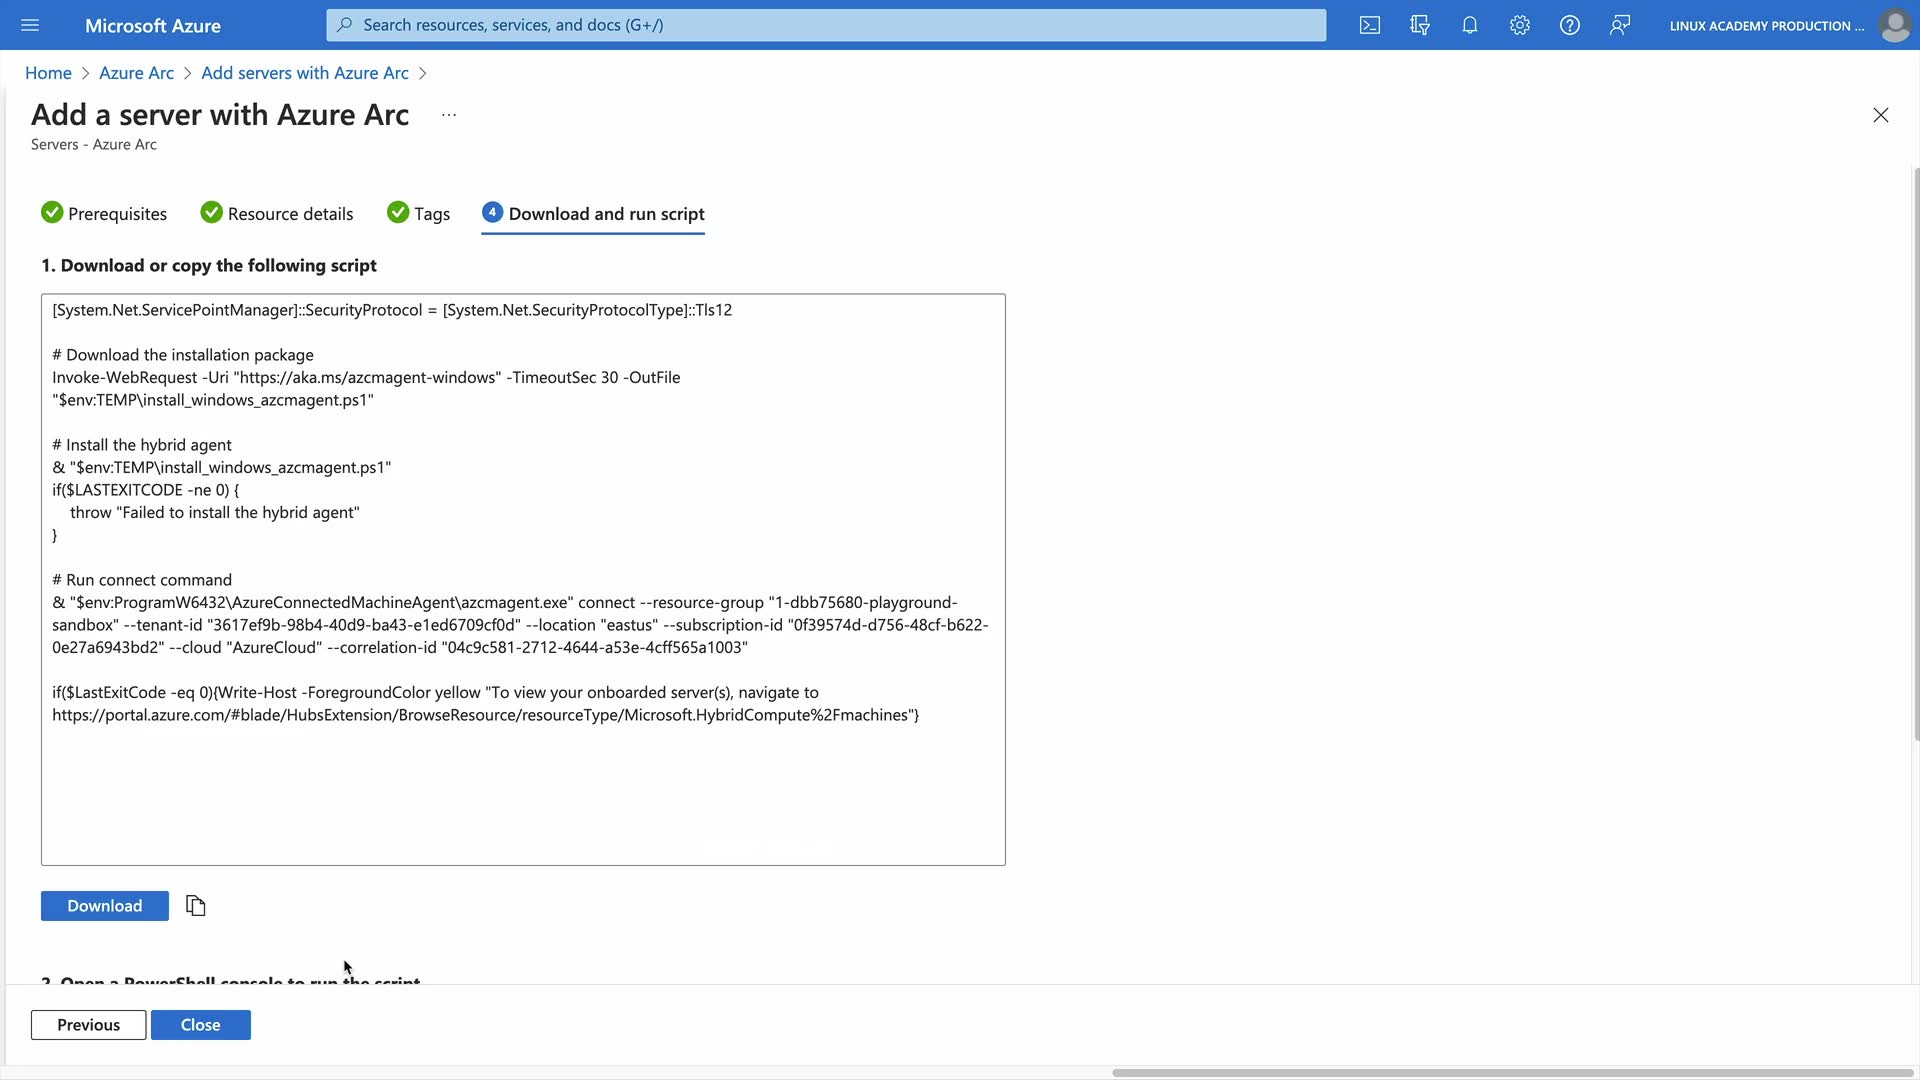 Microsoft Azure
Search resources, services, and docs (G+/)
LINUX ACADEMY PRODUCTION ...
Home > Azure Arc > Add servers with Azure Arc >
Add a server with Azure Arc ...
Servers - Azure Arc
Prerequisites
Resource details
Tags
4 Download and run script
1. Download or copy the following script
[System.Net.ServicePointManager]::SecurityProtocol = [System.Net.SecurityProtocolType]::Tls12
# Download the installation package
Invoke-WebRequest -Uri "https://aka.ms/azcmagent-windows" -TimeoutSec 30 -OutFile
"$env:TEMP\install_windows_azcmagent.ps1"
# Install the hybrid agent
& "$env:TEMP\install_windows_azcmagent.ps1"
if($LASTEXITCODE -ne 0) {
throw "Failed to install the hybrid agent"
}
# Run connect command
& "$env:ProgramW6432\AzureConnectedMachineAgent\azcmagent.exe" connect --resource-group "1-dbb75680-playground-
sandbox" --tenant-id "3617ef9b-98b4-40d9-ba43-e1ed6709cf0d" --location "eastus" --subscription-id "0f39574d-d756-48cf-b622-
0e27a6943bd2" --cloud "AzureCloud" --correlation-id "04c9c581-2712-4644-a53e-4cff565a1003"
if($LastExitCode -eq 0){Write-Host -ForegroundColor yellow "To view your onboarded server(s), navigate to
https://portal.azure.com/#blade/HubsExtension/BrowseResource/resourceType/Microsoft.HybridCompute%2Fmachines"}
Download
2. Open a PowerShell console to run the script
Previous
Close